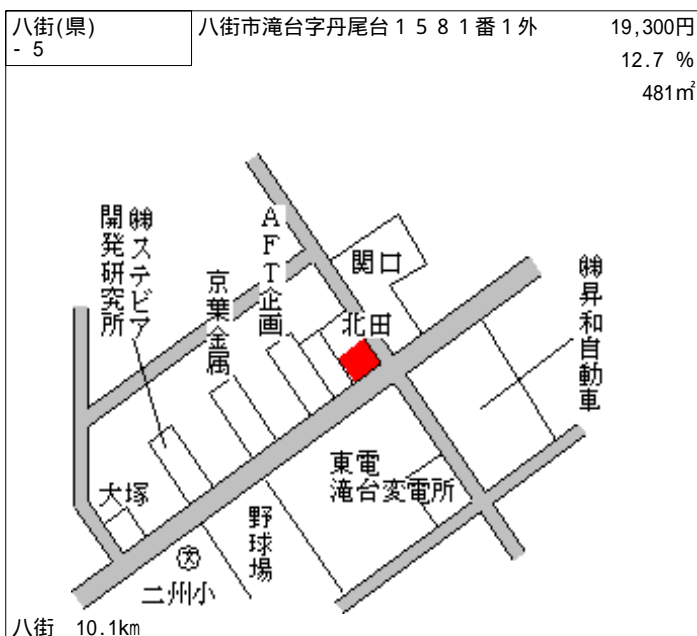 八街(県)
- 5
八街市滝台字丹尾台１５８１番１外
19,300円
12.7 %
481㎡
㈱ステビア
開発研究所
京葉金属
ＡＦＴ企画
関口
北田
㈱昇和自動車
大塚
東電
滝台変電所
野球場
文
二州小
八街 10.1km